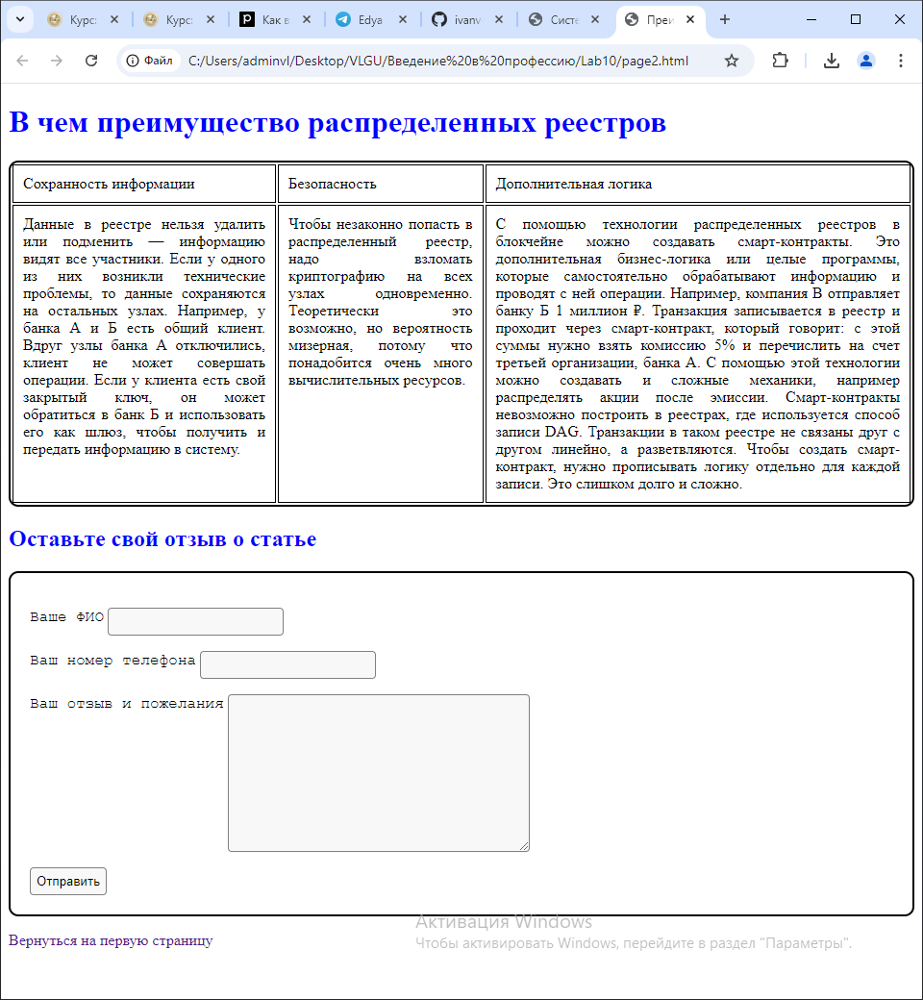 Курс:
Курс:
Как в
Edya
ivanv
Систе
Преи
Файл
C:/Users/adminvl/Desktop/VLGU/Введение%20в%20профессию/Lab10/page2.html
В чем преимущество распределенных реестров
Сохранность информации
Безопасность
Дополнительная логика
Данные в реестре нельзя удалить
или подменить — информацию
видят все участники. Если у одного
из них возникли технические
проблемы, то данные сохраняются
на остальных узлах. Например, у
банка А и Б есть общий клиент.
Вдруг узлы банка А отключились,
клиент не может совершать
операции. Если у клиента есть свой
закрытый ключ, он может
обратиться в банк Б и использовать
его как шлюз, чтобы получить и
передать информацию в систему.
Чтобы незаконно попасть в
распределенный реестр,
надо взломать
криптографию на всех
узлах одновременно.
Теоретически это
возможно, но вероятность
мизерная, потому что
понадобится очень много
вычислительных ресурсов.
С помощью технологии распределенных реестров в
блокчейне можно создавать смарт-контракты. Это
дополнительная бизнес-логика или целые программы,
которые самостоятельно обрабатывают информацию и
проводят с ней операции. Например, компания В отправляет
банку Б 1 миллион ₽. Транзакция записывается в реестр и
проходит через смарт-контракт, который говорит: с этой
суммы нужно взять комиссию 5% и перечислить на счет
третьей организации, банка А. С помощью этой технологии
можно создавать и сложные механики, например
распределять акции после эмиссии. Смарт-контракты
невозможно построить в реестрах, где используется способ
записи DAG. Транзакции в таком реестре не связаны друг с
другом линейно, а разветвляются. Чтобы создать смарт-
контракт, нужно прописывать логику отдельно для каждой
записи. Это слишком долго и сложно.
Оставьте свой отзыв о статье
Ваше ФИО
Ваш номер телефона
Ваш отзыв и пожелания
Отправить
Вернуться на первую страницу
Активация Windows
Чтобы активировать Windows, перейдите в раздел "Параметры".